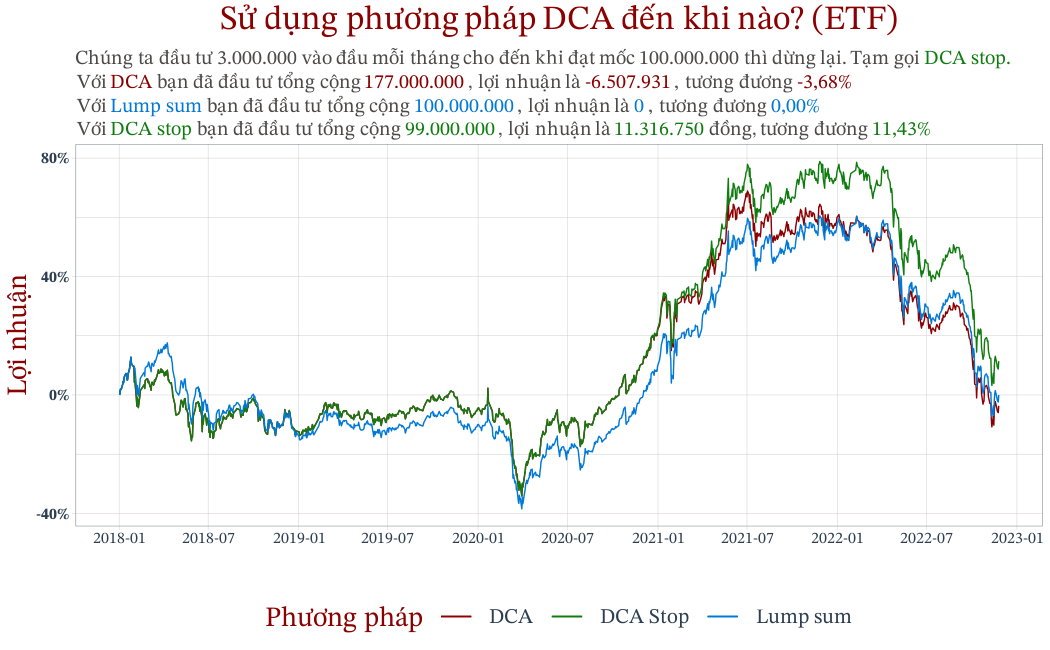 Sử dụng phương pháp DCA đến khi nào? (ETF)
Chúng ta đầu tư 3.000.000 vào đầu mỗi tháng cho đến khi đạt mốc 100.000.000 thì dừng lại. Tạm gọi DCA stop.
Với DCA bạn đã đầu tư tổng cộng 177.000.000 , lợi nhuận là -6.507.931 , tương đương -3,68%
Với Lump sum bạn đã đầu tư tổng cộng 100.000.000 , lợi nhuận là 0 , tương đương 0,00%
Với DCA stop bạn đã đầu tư tổng cộng 99.000.000 , lợi nhuận là 11.316.750 đồng, tương đương 11,43%
80%
40%
0%
-40%
Lợi nhuận
2018-01 2018-07 2019-01 2019-07 2020-01 2020-07 2021-01 2021-07 2022-01 2022-07 2023-01
Phương pháp DCA DCA Stop Lump sum